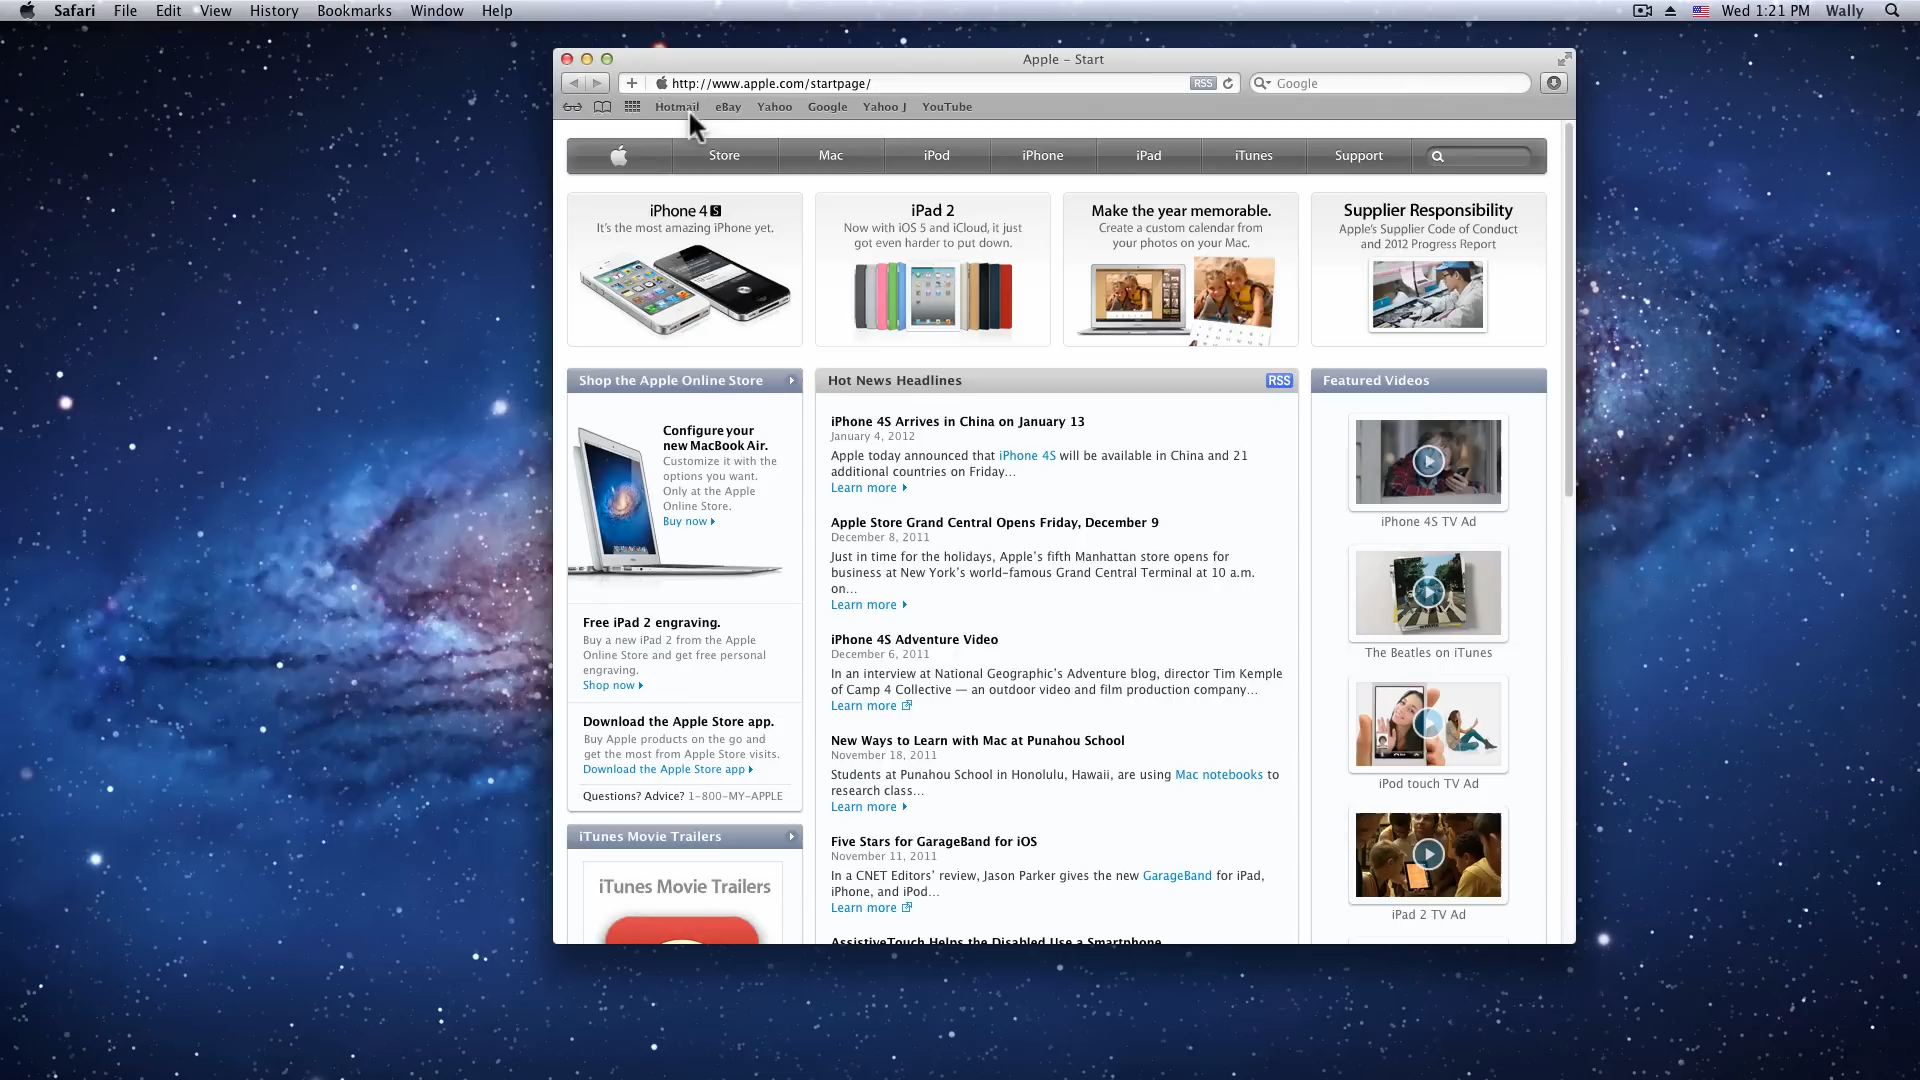 Safari File Edit View History Bookmarks Window Help
Wed 1:21 PM Wally
Apple – Start
http://www.apple.com/startpage/
RSS
Google
Hotmail eBay Yahoo Google Yahoo J YouTube
Store Mac iPod iPhone iPad iTunes Support
iPhone 4S
It's the most amazing iPhone yet.
iPad 2
Now with iOS 5 and iCloud, it just
got even harder to put down.
Make the year memorable.
Create a custom calendar from
your photos on your Mac.
Supplier Responsibility
Apple's Supplier Code of Conduct
and 2012 Progress Report
Shop the Apple Online Store
Configure your
new MacBook Air.
Customize it with the
options you want.
Only at the Apple
Online Store.
Buy now
Free iPad 2 engraving.
Buy a new iPad 2 from the Apple
Online Store and get free personal
engraving.
Shop now
Download the Apple Store app.
Buy Apple products on the go and
get the most from Apple Store visits.
Download the Apple Store app
Questions? Advice? 1-800-MY-APPLE
iTunes Movie Trailers
iTunes Movie Trailers
Hot News Headlines
RSS
iPhone 4S Arrives in China on January 13
January 4, 2012
Apple today announced that iPhone 4S will be available in China and 21
additional countries on Friday...
Learn more
Apple Store Grand Central Opens Friday, December 9
December 8, 2011
Just in time for the holidays, Apple's fifth Manhattan store opens for
business at New York's world-famous Grand Central Terminal at 10 a.m.
on...
Learn more
iPhone 4S Adventure Video
December 6, 2011
In an interview at National Geographic's Adventure blog, director Tim Kemple
of Camp 4 Collective — an outdoor video and film production company...
Learn more
New Ways to Learn with Mac at Punahou School
November 18, 2011
Students at Punahou School in Honolulu, Hawaii, are using Mac notebooks to
research class...
Learn more
Five Stars for GarageBand for iOS
November 11, 2011
In a CNET Editors' review, Jason Parker gives the new GarageBand for iPad,
iPhone, and iPod...
Learn more
AssistiveTouch Helps the Disabled Use a Smartphone
Featured Videos
iPhone 4S TV Ad
The Beatles on iTunes
iPod touch TV Ad
iPad 2 TV Ad